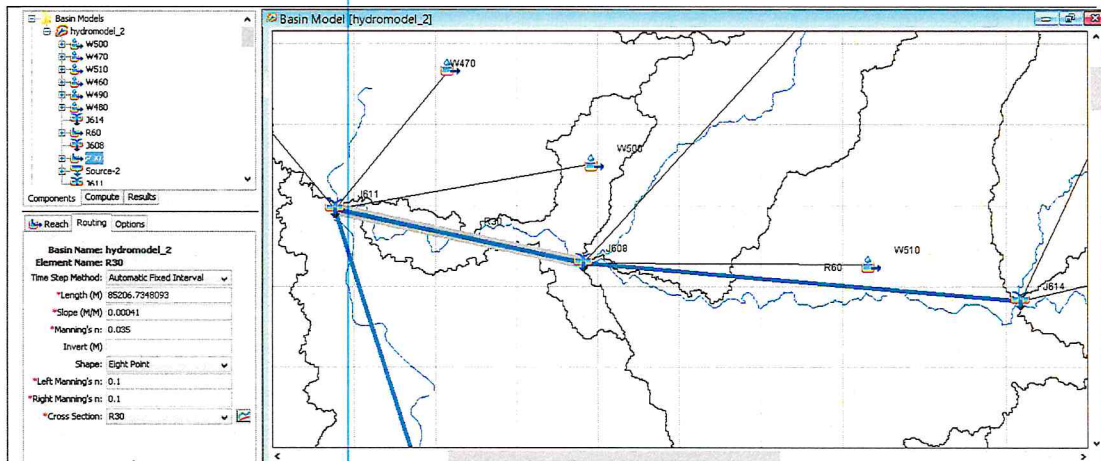 Basin Models
hydromodel_2
W500
W470
W510
W460
W490
W480
J614
R60
J608
R30
Source-2
J611
Components Compute Results
Reach Routing Options
Basin Name: hydromodel_2
Element Name: R30
Time Step Method: Automatic Fixed Interval
*Length (M) 85206.7348093
*Slope (M/M) 0.00041
*Manning's n: 0.035
Invert (M)
Shape: Eight Point
*Left Manning's n: 0.1
*Right Manning's n: 0.1
*Cross Section: R30
Basin Model [hydromodel_2]
W470
W500
J611
R30
J608
W510
R60
J614